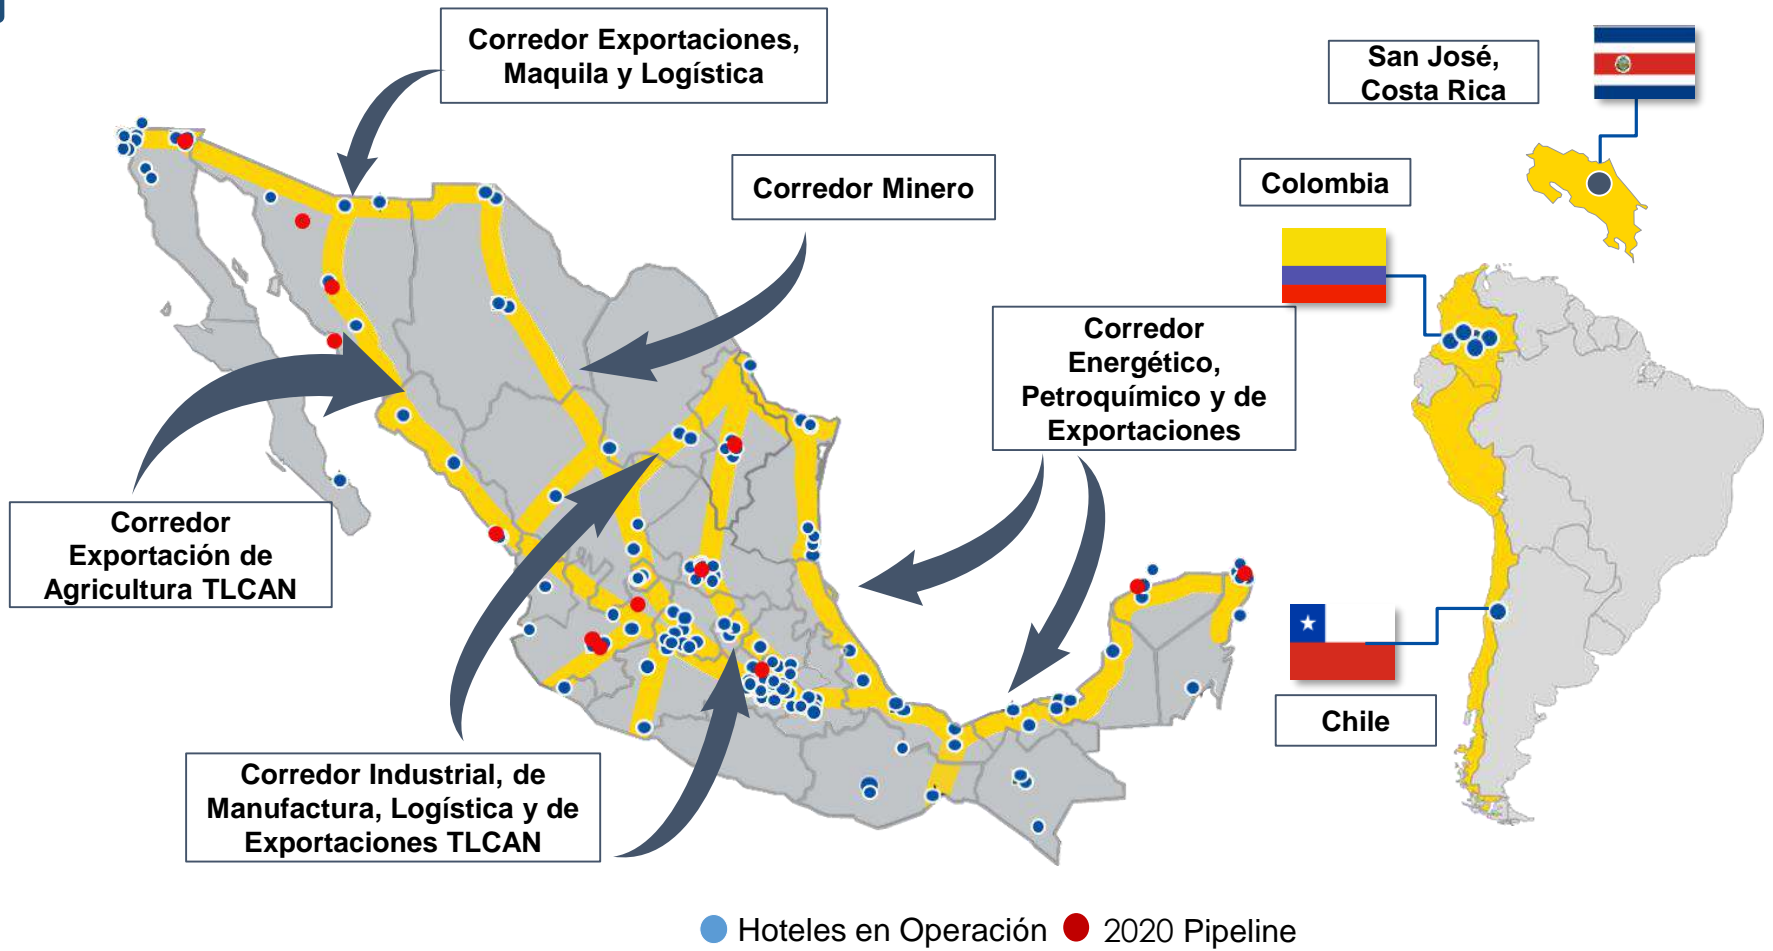 Corredor Exportaciones,
Maquila y Logística
San José,
Costa Rica
Corredor Minero
Colombia
Corredor
Energético,
Petroquímico y de
Exportaciones
Corredor
Exportación de
Agricultura TLCAN
Chile
Corredor Industrial, de
Manufactura, Logística y de
Exportaciones TLCAN
Hoteles en Operación
2020 Pipeline